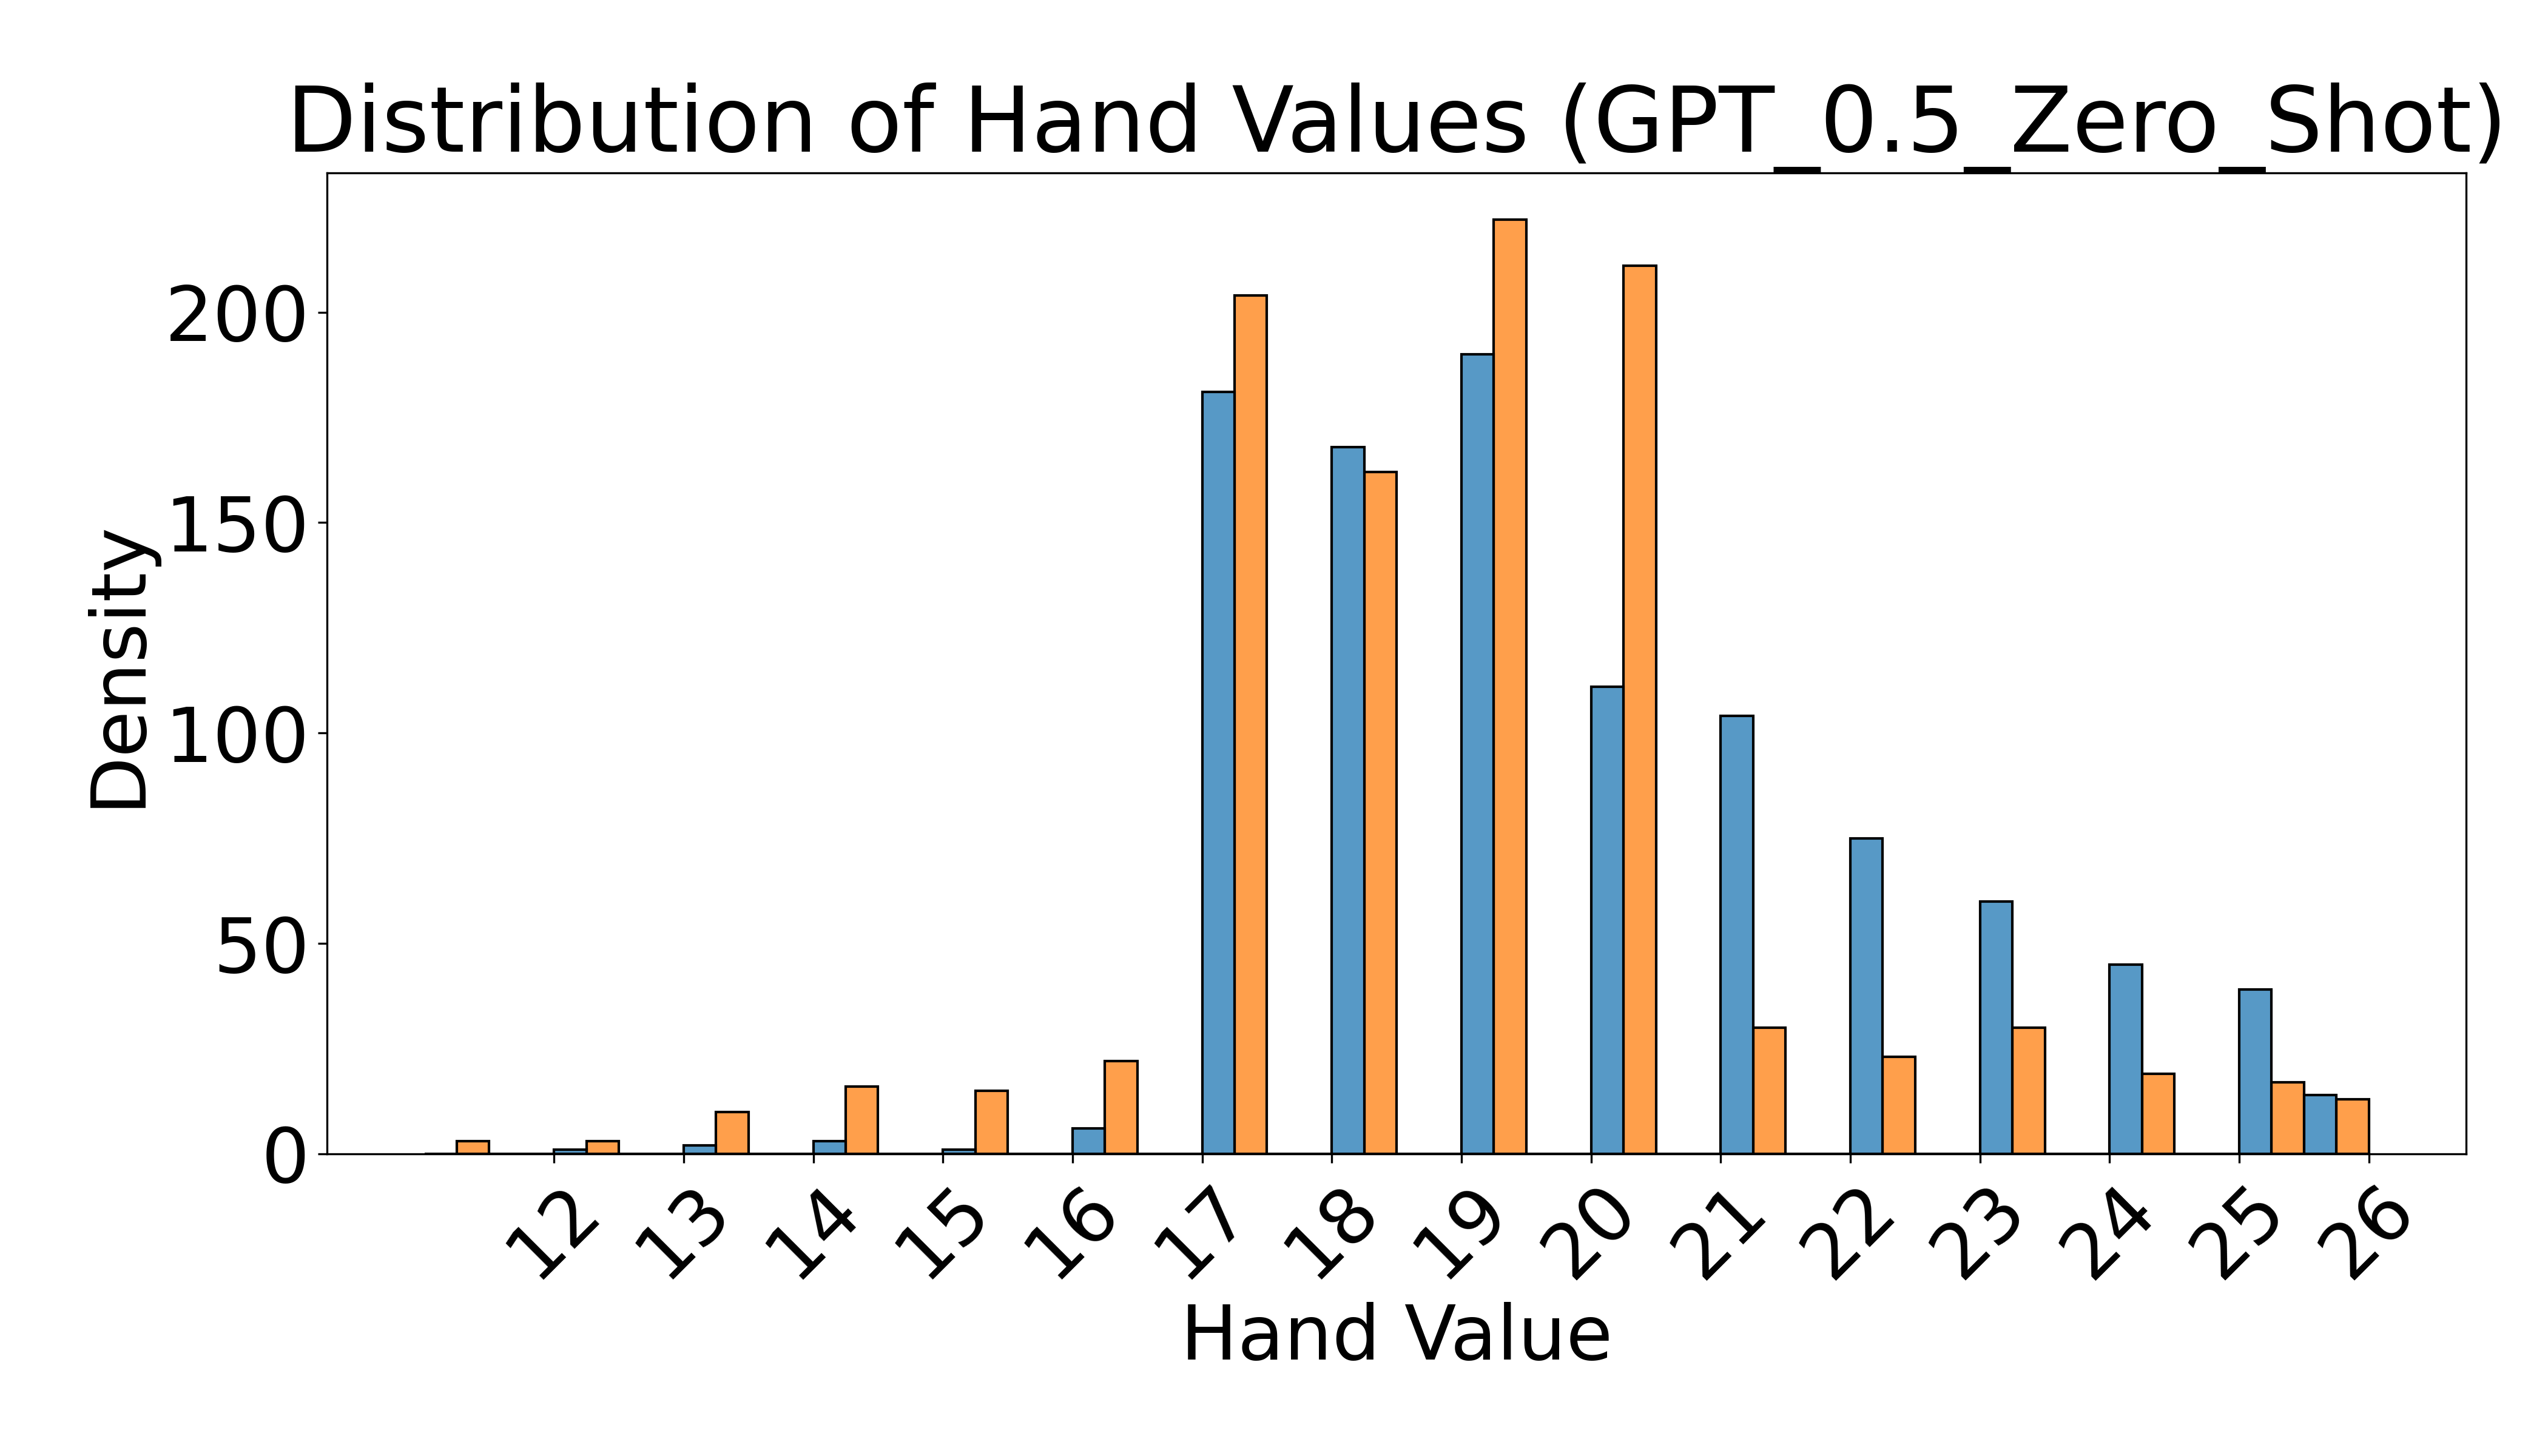 Distribution of Hand Values (GPT_0.5_Zero_Shot)
Density
200
150
100
50
0
12 13 14 15 16 17 18 19 20 21 22 23 24 25 26
Hand Value